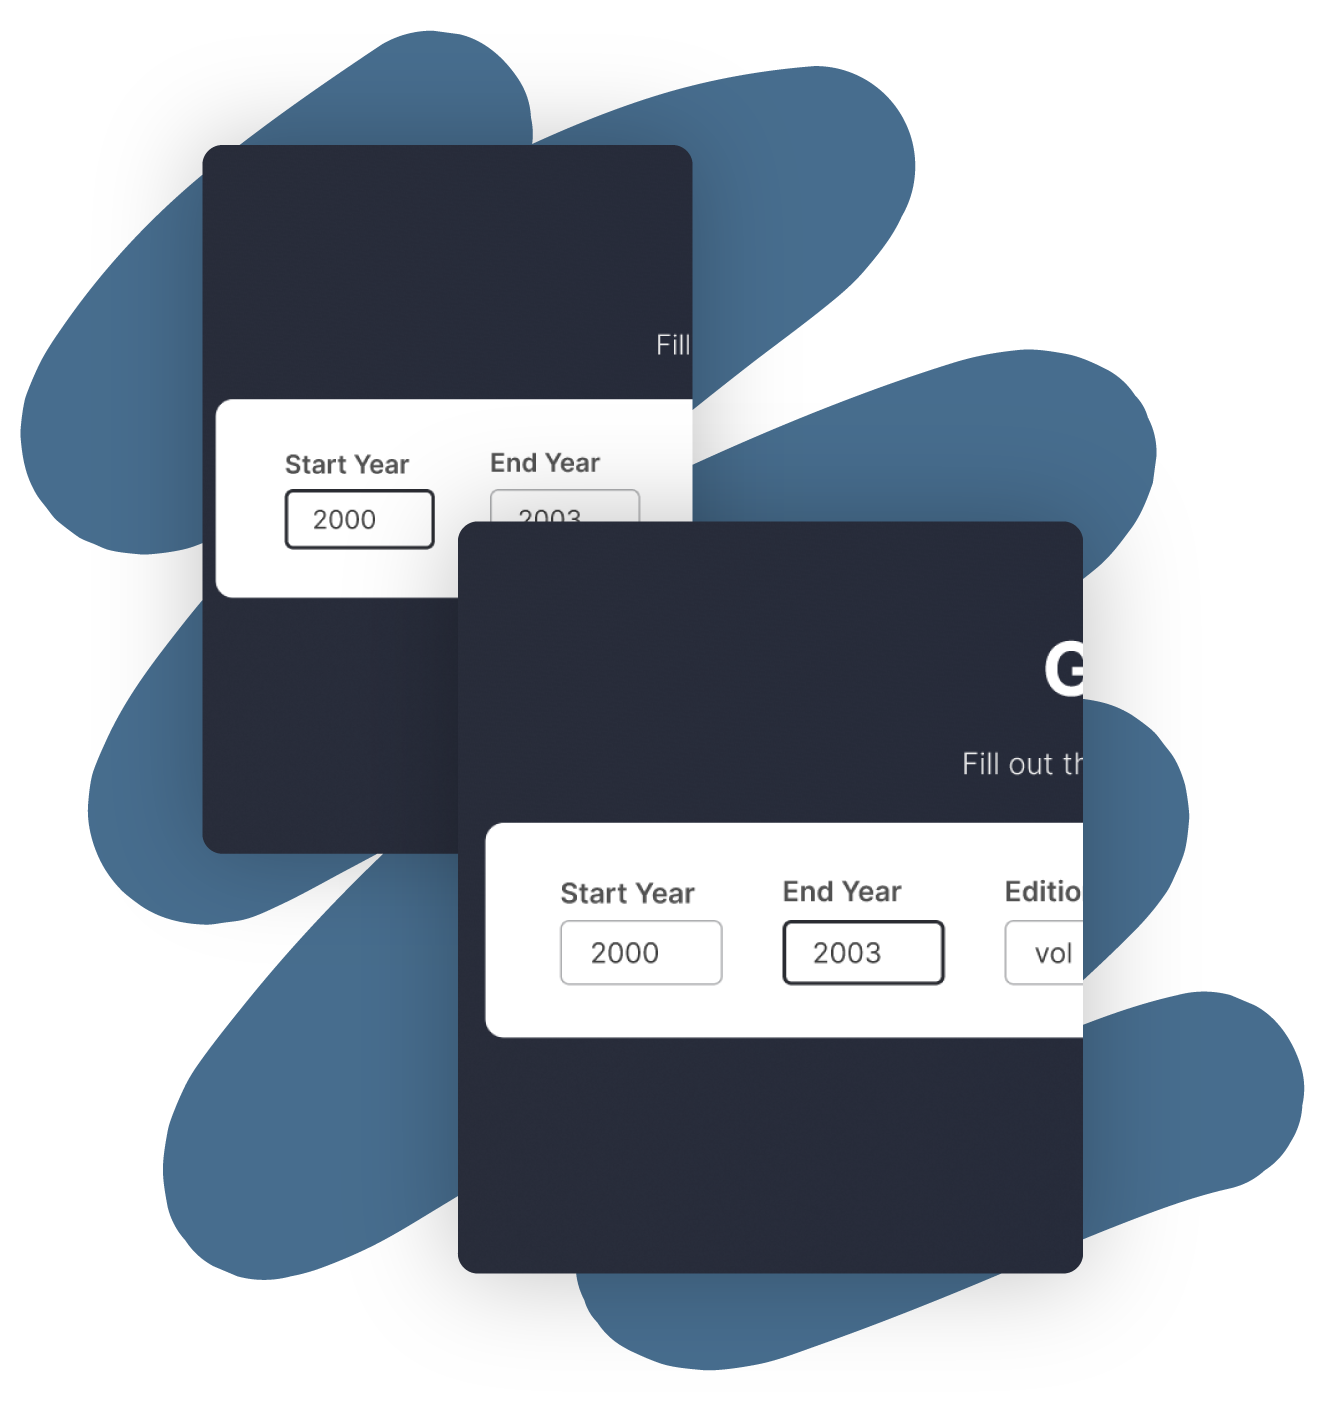 Fill
Start Year
End Year
2000
2003
G
Fill out th
Start Year
End Year
Editio
2000
2003
vol